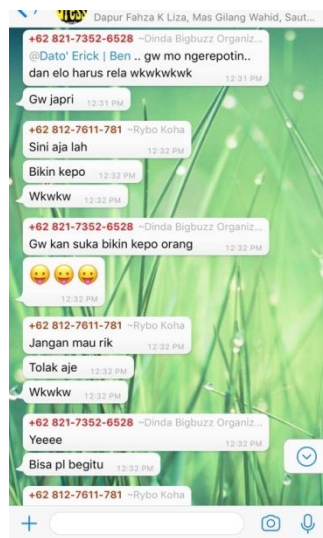 Dapur Fahza K Liza, Mas Gilang Wahid, Saut...
+62 821-7352-6528 ~Dinda Bigbuzz Organiz...
@Dato' Erick | Ben .. gw mo ngerepotin..
dan elo harus rela wkwkwkwk
12:31 PM
Gw japri 12:31 PM
+62 812-7611-781 ~Rybo Koha
Sini aja lah 12:32 PM
Bikin kepo 12:32 PM
Wkwkw 12:32 PM
+62 821-7352-6528 ~Dinda Bigbuzz Organiz...
Gw kan suka bikin kepo orang
12:32 PM
😛😛😛
12:32 PM
+62 812-7611-781 ~Rybo Koha
Jangan mau rik 12:32 PM
Tolak aje 12:32 PM
Wkwkw 12:32 PM
+62 821-7352-6528 ~Dinda Bigbuzz Organiz...
Yeeee 12:32 PM
Bisa pl begitu 12:32 PM
+62 812-7611-781 ~Rybo Koha